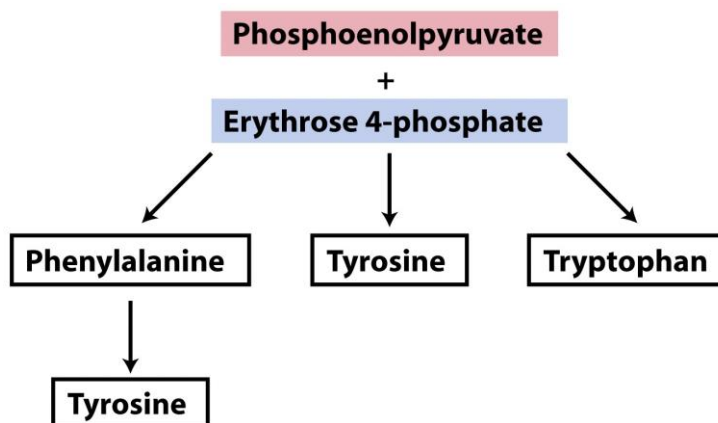 Phosphoenolpyruvate
+
Erythrose 4-phosphate
Phenylalanine
Tyrosine
Tryptophan
Tyrosine